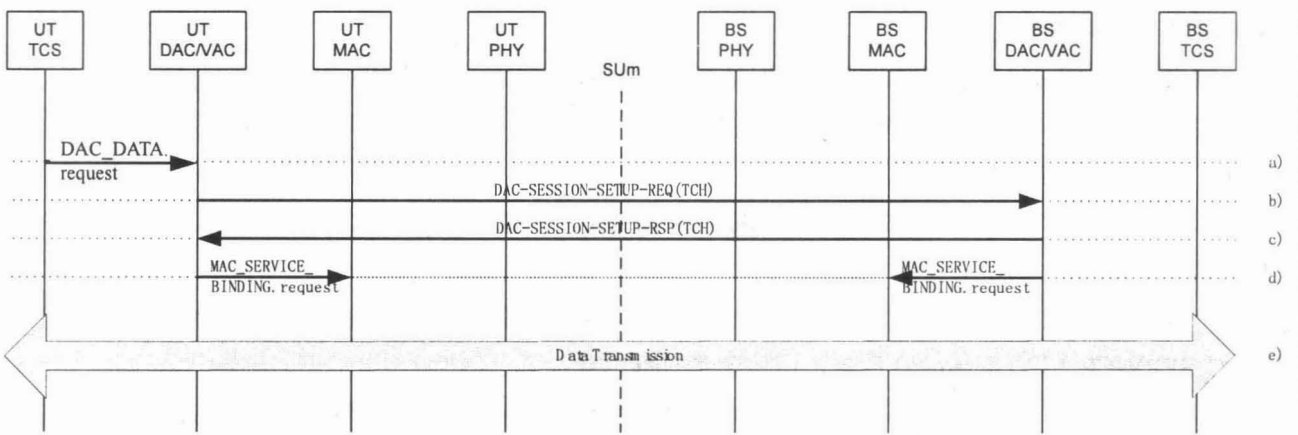 UT
TCS
UT
DAC/VAC
UT
MAC
UT
PHY
SUm
BS
PHY
BS
MAC
BS
DAC/VAC
BS
TCS
DAC_DATA.
request
a)
DAC-SESSION-SETUP-REQ(TCH)
b)
DAC-SESSION-SETUP-RSP(TCH)
c)
MAC_SERVICE_
BINDING.request
MAC_SERVICE_
BINDING.request
d)
Data Transmission
e)